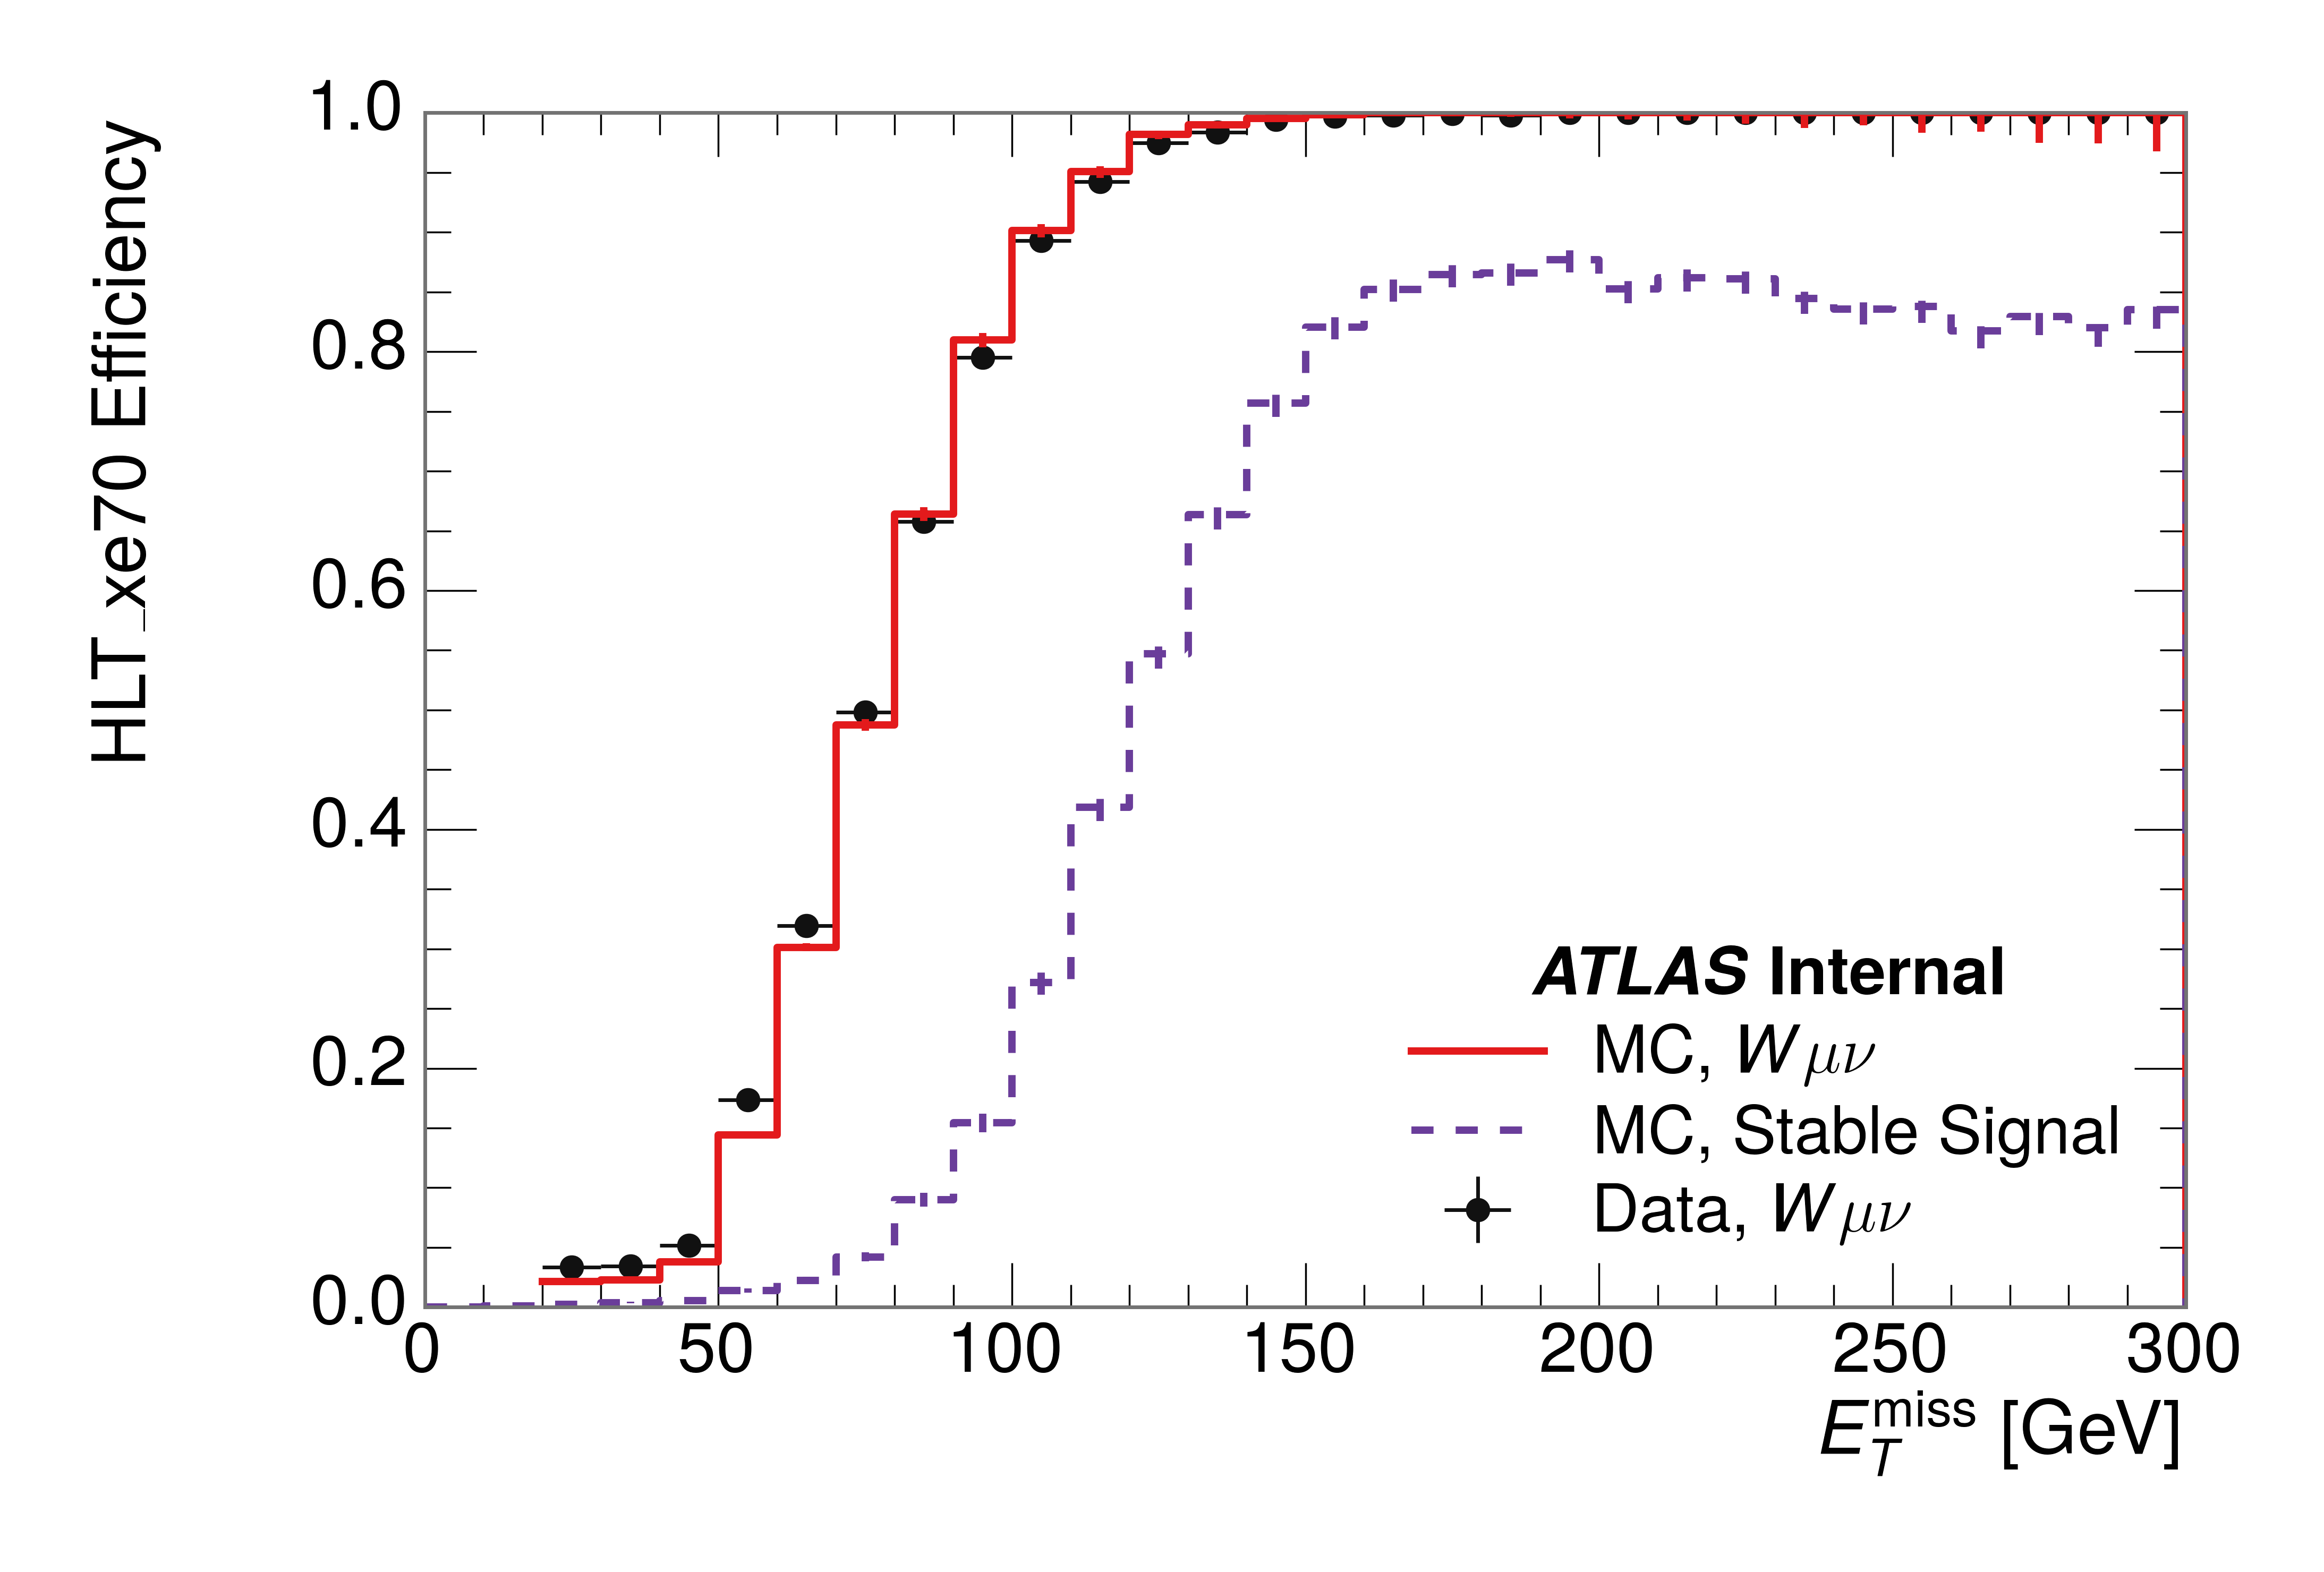 HLT_xe70 Efficiency
1.0
0.8
0.6
0.4
0.2
0.0
ATLAS Internal
MC, Wμν
MC, Stable Signal
Data, Wμν
0 50 100 150 200 250 300
E_T^miss [GeV]